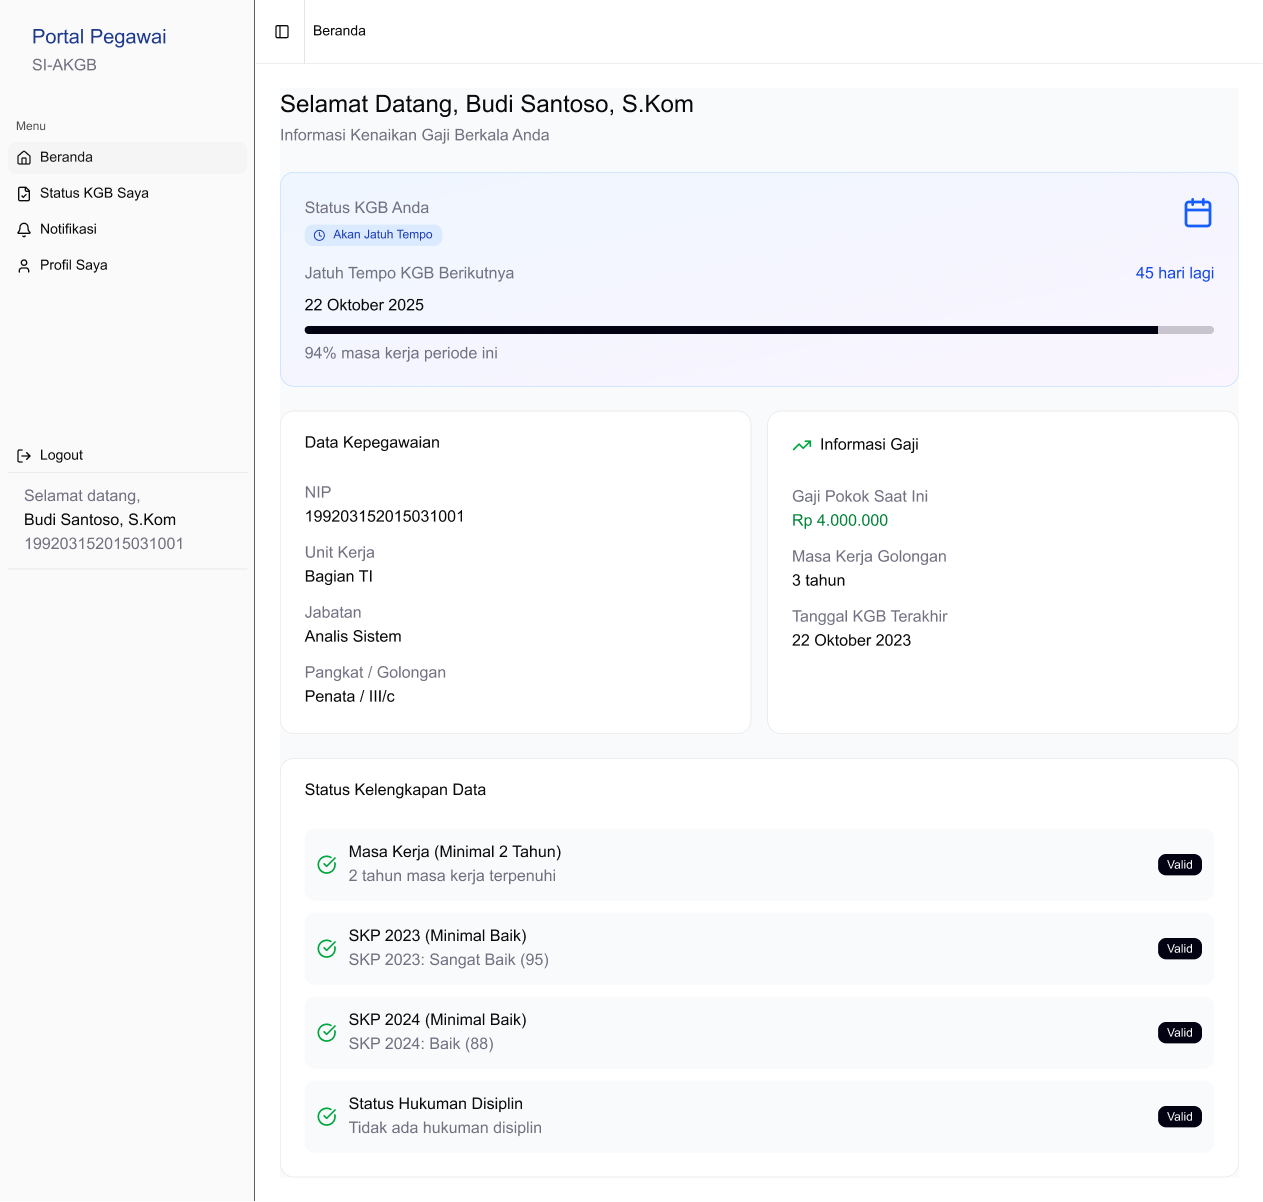 Portal Pegawai
SI-AKGB
Menu
Beranda
Status KGB Saya
Notifikasi
Profil Saya
Logout
Selamat datang,
Budi Santoso, S.Kom
199203152015031001
Beranda
Selamat Datang, Budi Santoso, S.Kom
Informasi Kenaikan Gaji Berkala Anda
Status KGB Anda
Akan Jatuh Tempo
Jatuh Tempo KGB Berikutnya
45 hari lagi
22 Oktober 2025
94% masa kerja periode ini
Data Kepegawaian
NIP
199203152015031001
Unit Kerja
Bagian TI
Jabatan
Analis Sistem
Pangkat / Golongan
Penata / III/c
Informasi Gaji
Gaji Pokok Saat Ini
Rp 4.000.000
Masa Kerja Golongan
3 tahun
Tanggal KGB Terakhir
22 Oktober 2023
Status Kelengkapan Data
Masa Kerja (Minimal 2 Tahun)
2 tahun masa kerja terpenuhi
Valid
SKP 2023 (Minimal Baik)
SKP 2023: Sangat Baik (95)
Valid
SKP 2024 (Minimal Baik)
SKP 2024: Baik (88)
Valid
Status Hukuman Disiplin
Tidak ada hukuman disiplin
Valid